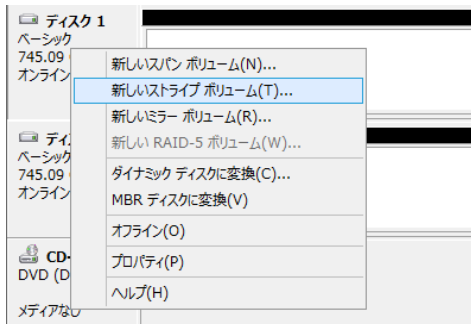 ディスク 1
ベーシック
745.09
オンライン
新しいスパン ボリューム(N)...
新しいストライプ ボリューム(T)...
新しいミラー ボリューム(R)...
新しい RAID-5 ボリューム(W)...
ダイナミック ディスクに変換(C)...
MBR ディスクに変換(V)
オフライン(O)
プロパティ(P)
ヘルプ(H)
ベーシック
745.09
オンライン
CD-
DVD (D
メディアなし